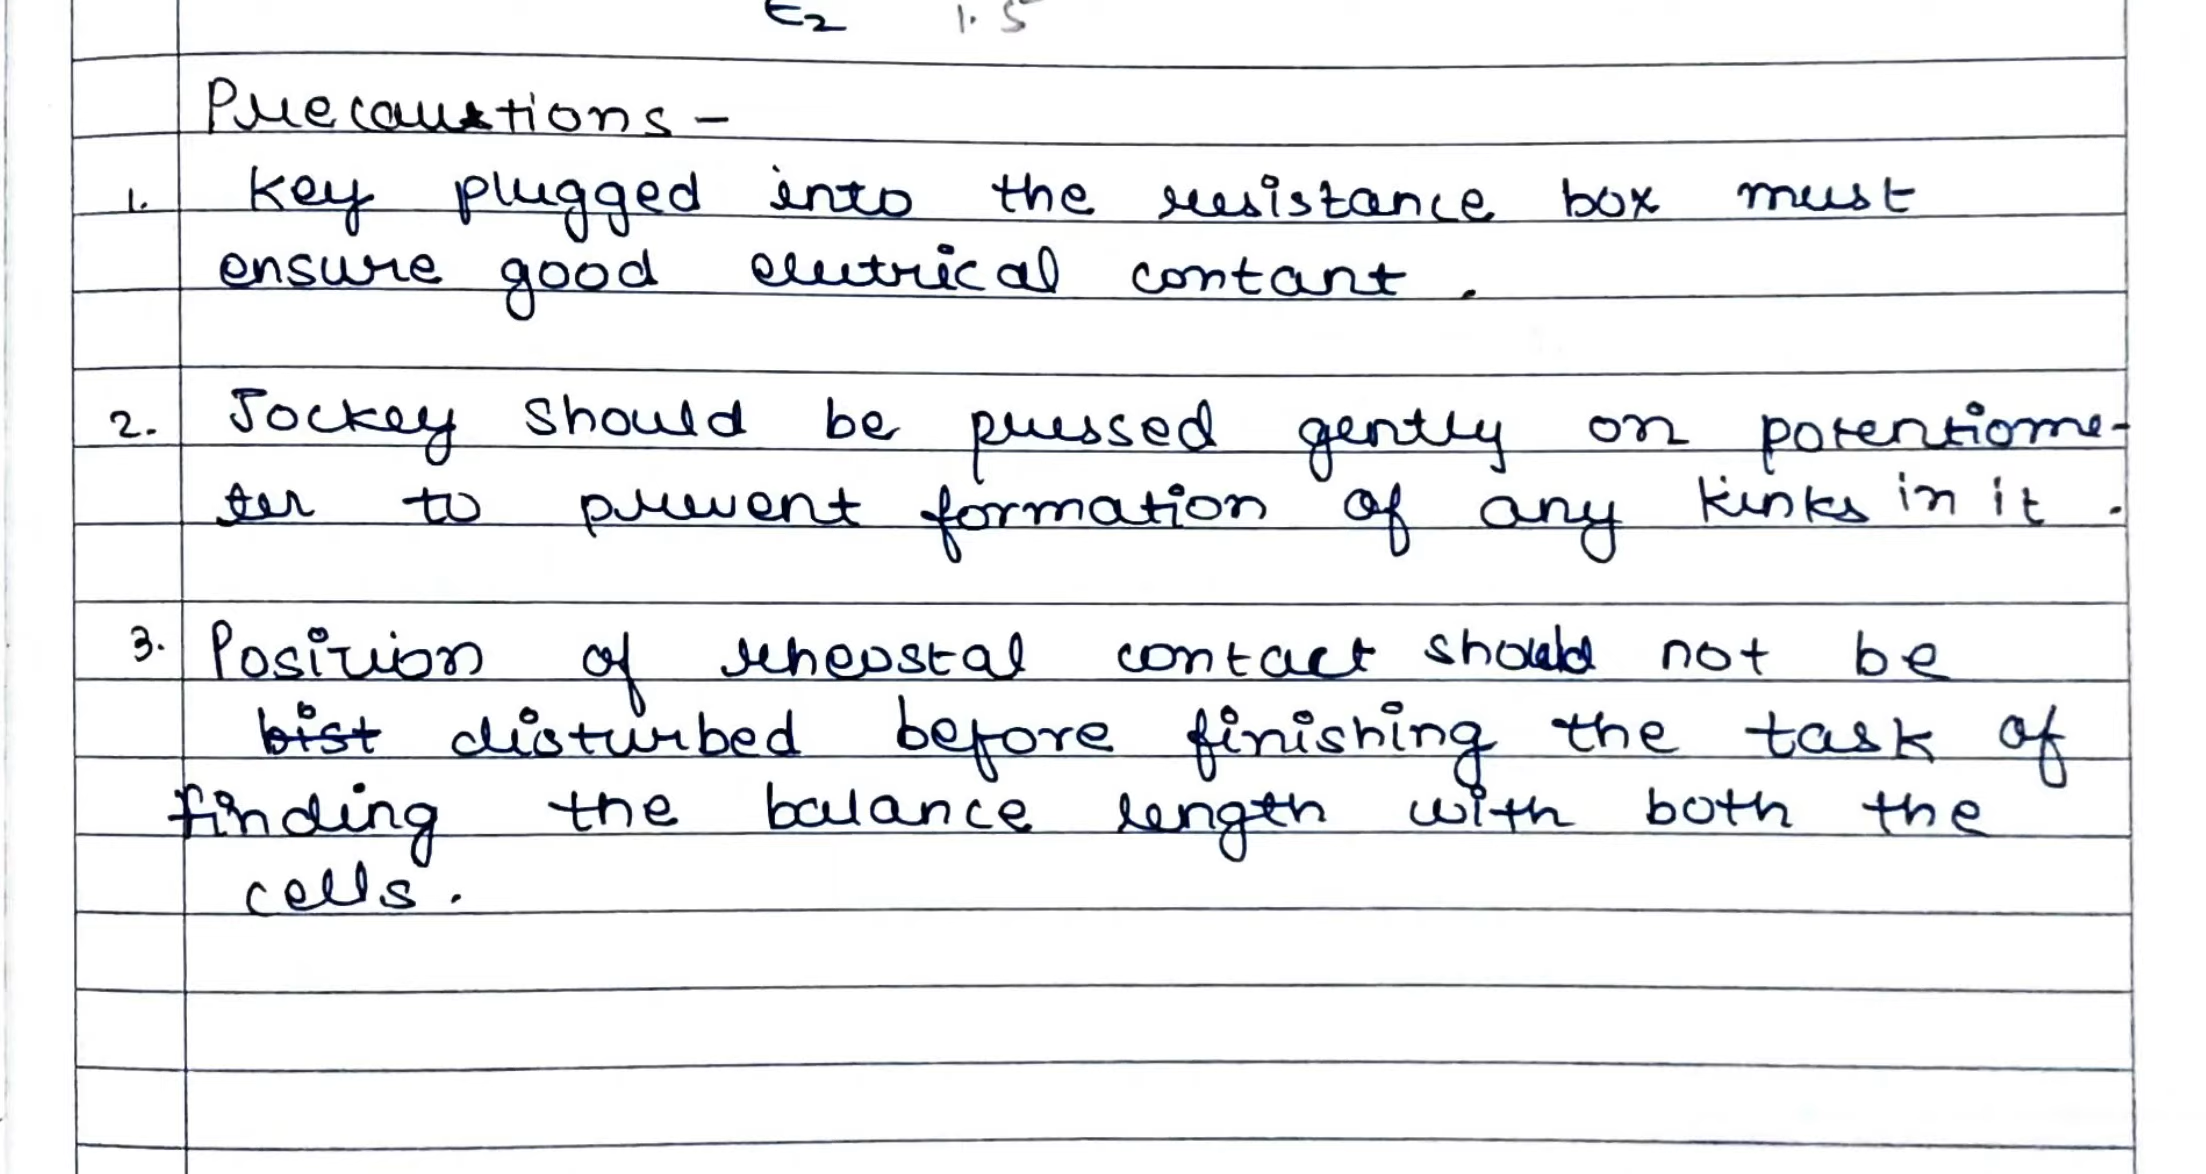 E2 1.5
Precautions -
1. Key plugged into the resistance box must
ensure good eletrical contant.
2. Jockey should be pressed gently on potentiome-
ter to prevent formation of any kinks in it.
3. Position of rheostal contact should not be
bist disturbed before finishing the task of
finding the balance length with both the
cells.